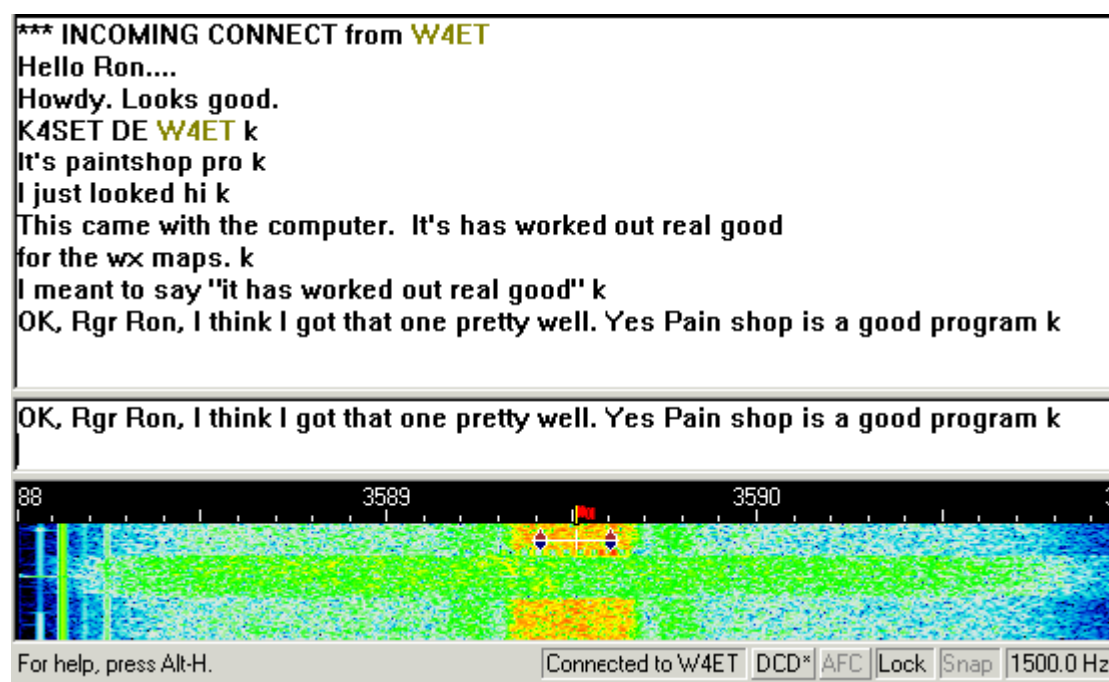 *** INCOMING CONNECT from W4ET
Hello Ron....
Howdy. Looks good.
K4SET DE W4ET k
It's paintshop pro k
I just looked hi k
This came with the computer.  It's has worked out real good
for the wx maps. k
I meant to say "it has worked out real good" k
OK, Rgr Ron, I think I got that one pretty well. Yes Pain shop is a good program k
OK, Rgr Ron, I think I got that one pretty well. Yes Pain shop is a good program k
88 3589 3590
For help, press Alt-H. Connected to W4ET DCD* AFC Lock Snap 1500.0 Hz